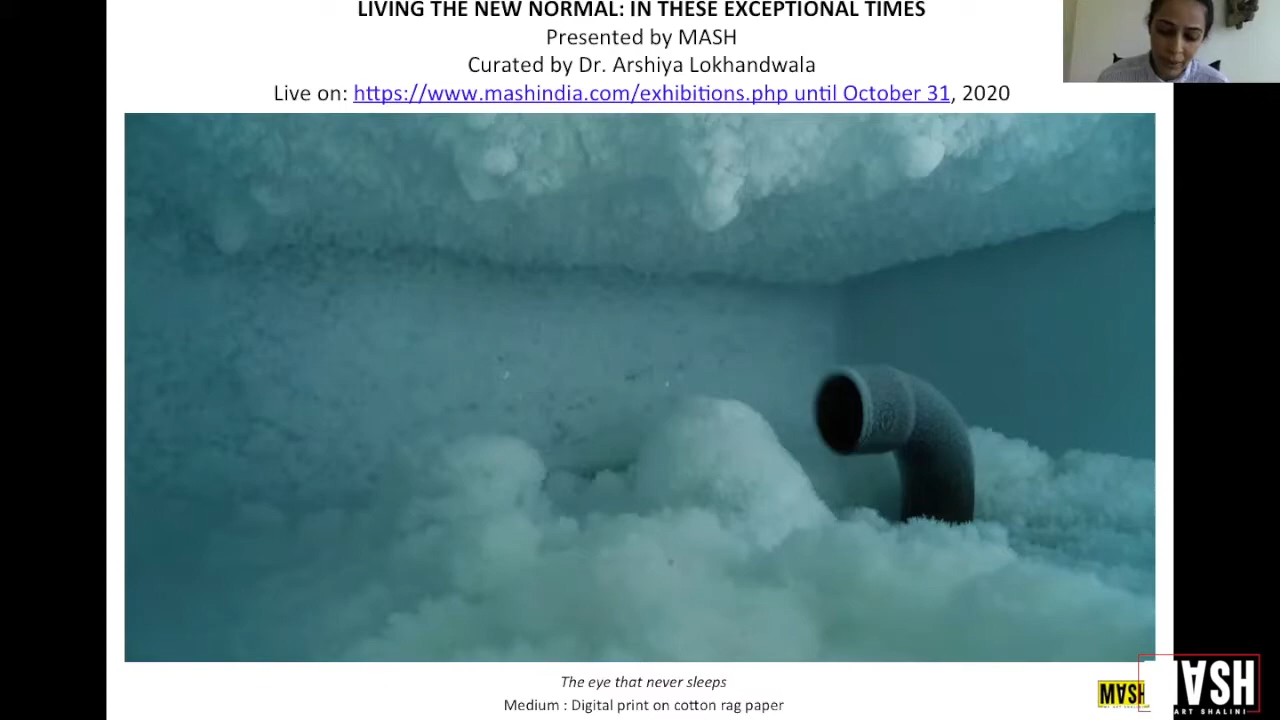 LIVING THE NEW NORMAL: IN THESE EXCEPTIONAL TIMES
Presented by MASH
Curated by Dr. Arshiya Lokhandwala
Live on: https://www.mashindia.com/exhibitions.php until October 31, 2020
The eye that never sleeps
Medium : Digital print on cotton rag paper
MASH
MASH
ART SHALINI